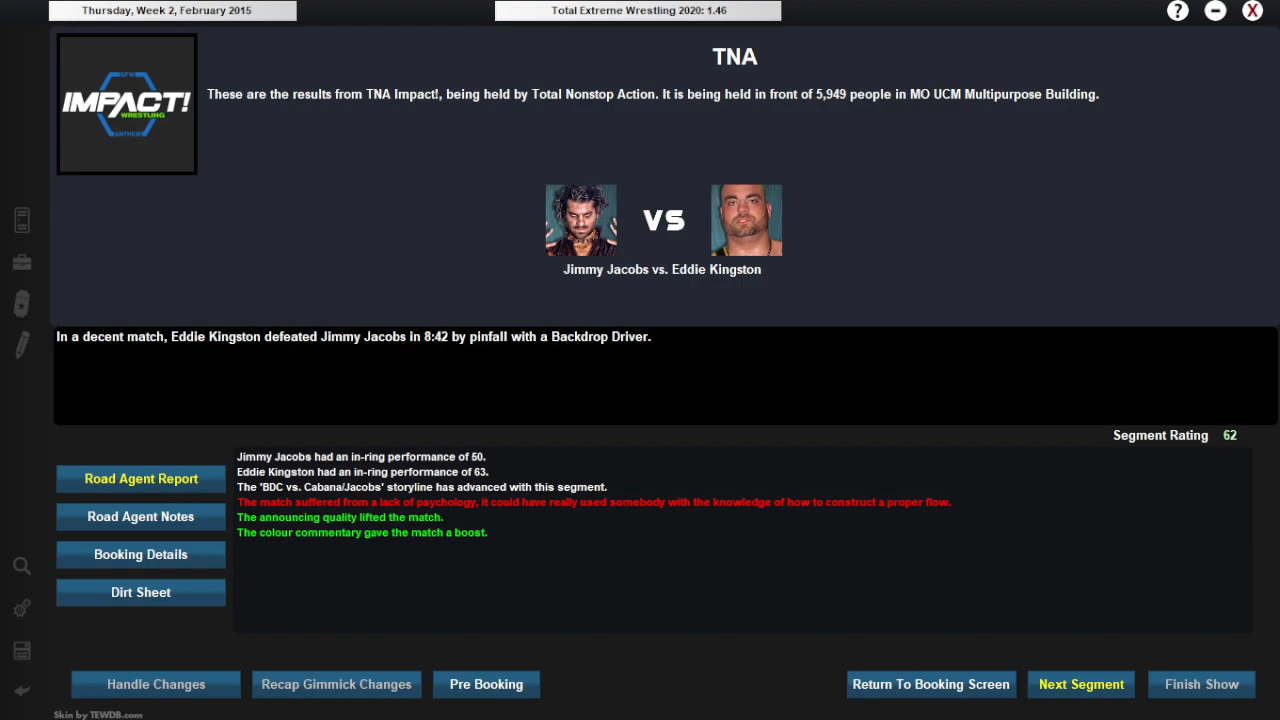 Thursday, Week 2, February 2015
Total Extreme Wrestling 2020: 1.46
? – X
TNA
GFW
IMPACT!
WRESTLING
ANTHEM
These are the results from TNA Impact!, being held by Total Nonstop Action. It is being held in front of 5,949 people in MO UCM Multipurpose Building.
VS
Jimmy Jacobs vs. Eddie Kingston
In a decent match, Eddie Kingston defeated Jimmy Jacobs in 8:42 by pinfall with a Backdrop Driver.
Segment Rating 62
Jimmy Jacobs had an in-ring performance of 50.
Eddie Kingston had an in-ring performance of 63.
The 'BDC vs. Cabana/Jacobs' storyline has advanced with this segment.
The match suffered from a lack of psychology, it could have really used somebody with the knowledge of how to construct a proper flow.
The announcing quality lifted the match.
The colour commentary gave the match a boost.
Road Agent Report
Road Agent Notes
Booking Details
Dirt Sheet
Handle Changes
Recap Gimmick Changes
Pre Booking
Return To Booking Screen
Next Segment
Finish Show
Skin by TEWDB.com